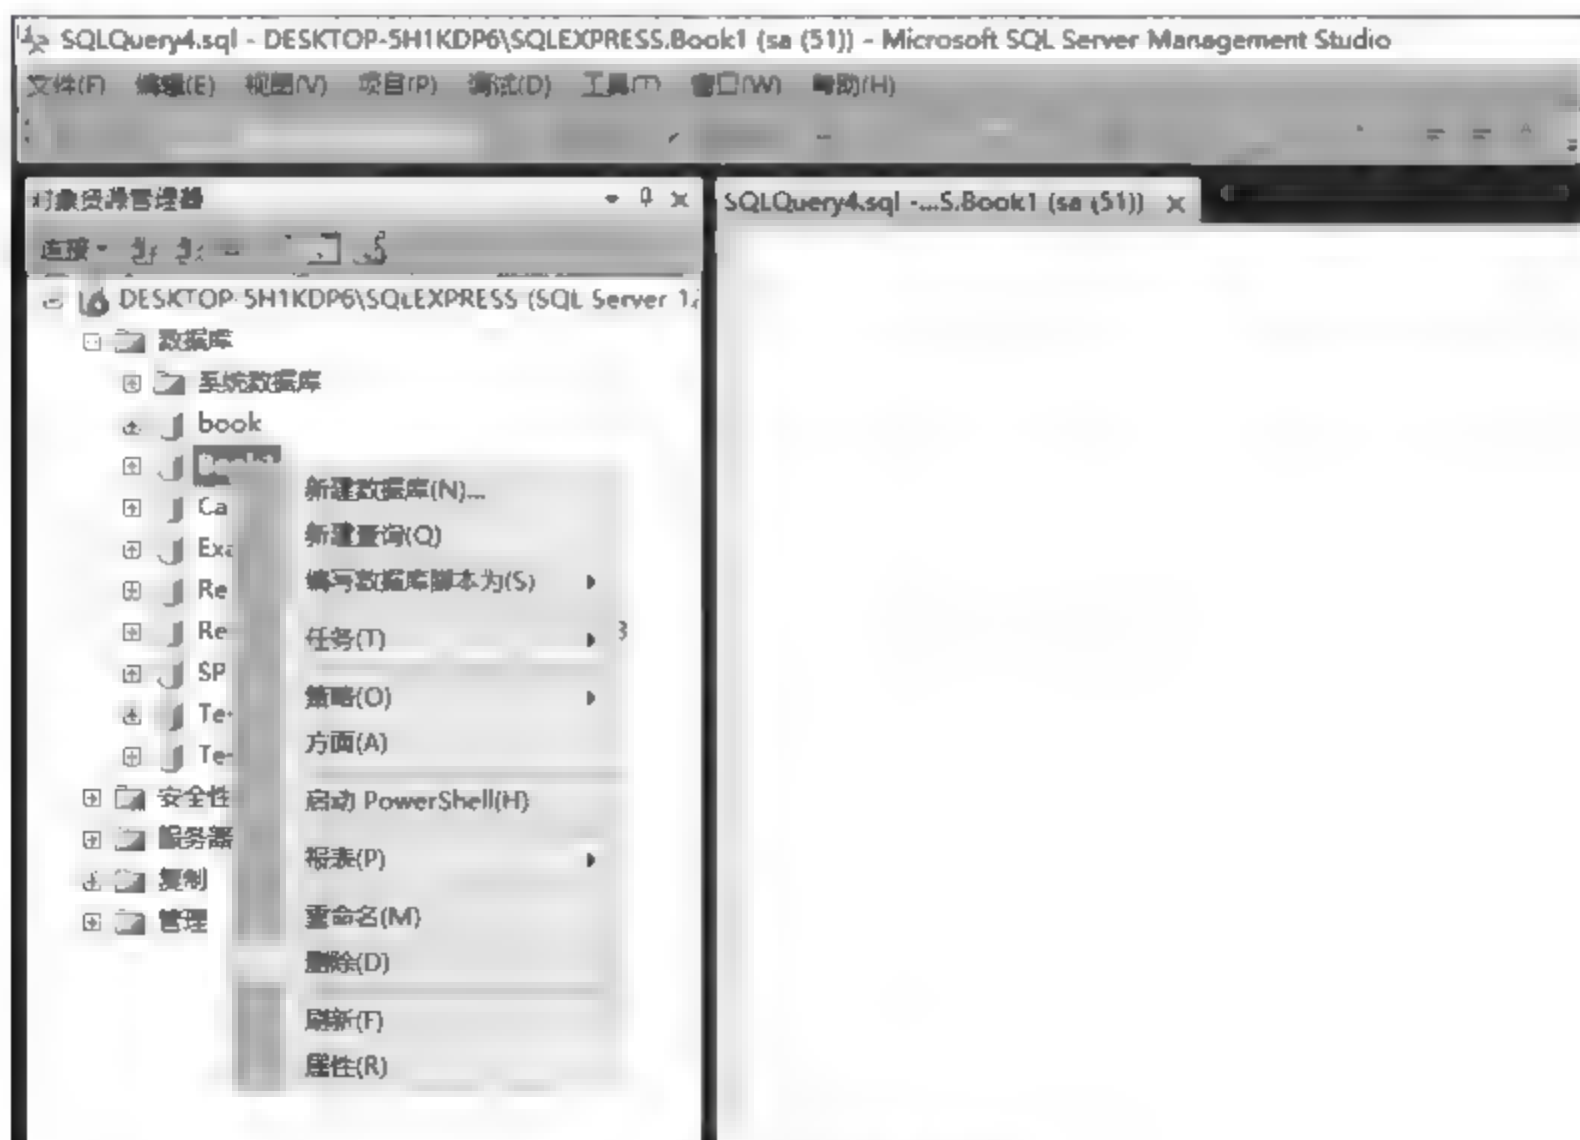 SQLQuery4.sql - DESKTOP-5H1KDP6\SQLEXPRESS.Book1 (sa (51)) - Microsoft SQL Server Management Studio
文件(F) 编辑(E) 视图(V) 项目(P) 调试(D) 工具(T) 窗口(W) 帮助(H)
对象资源管理器
SQLQuery4.sql -...S.Book1 (sa (51))
连接
DESKTOP-5H1KDP6\SQLEXPRESS (SQL Server 1
数据库
系统数据库
book
Book1
新建数据库(N)...
Ca
新建查询(Q)
Exa
编写数据库脚本为(S)
Re
Re
任务(T)
SP
策略(O)
Te
方面(A)
Te
安全性
启动 PowerShell(H)
服务器
报表(P)
复制
重命名(M)
管理
删除(D)
刷新(F)
属性(R)